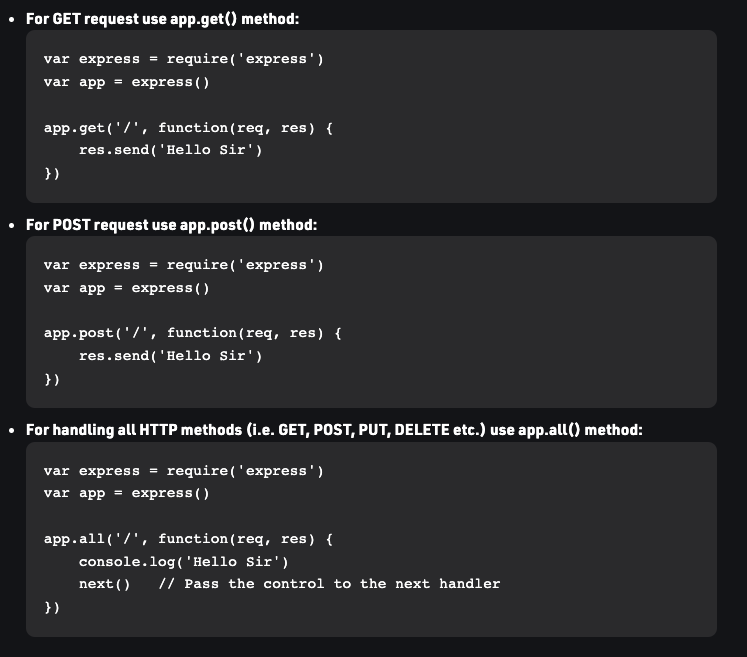 • For GET request use app.get() method:
var express = require('express')
var app = express()

app.get('/', function(req, res) {
    res.send('Hello Sir')
})
• For POST request use app.post() method:
var express = require('express')
var app = express()

app.post('/', function(req, res) {
    res.send('Hello Sir')
})
• For handling all HTTP methods (i.e. GET, POST, PUT, DELETE etc.) use app.all() method:
var express = require('express')
var app = express()

app.all('/', function(req, res) {
    console.log('Hello Sir')
    next()   // Pass the control to the next handler
})